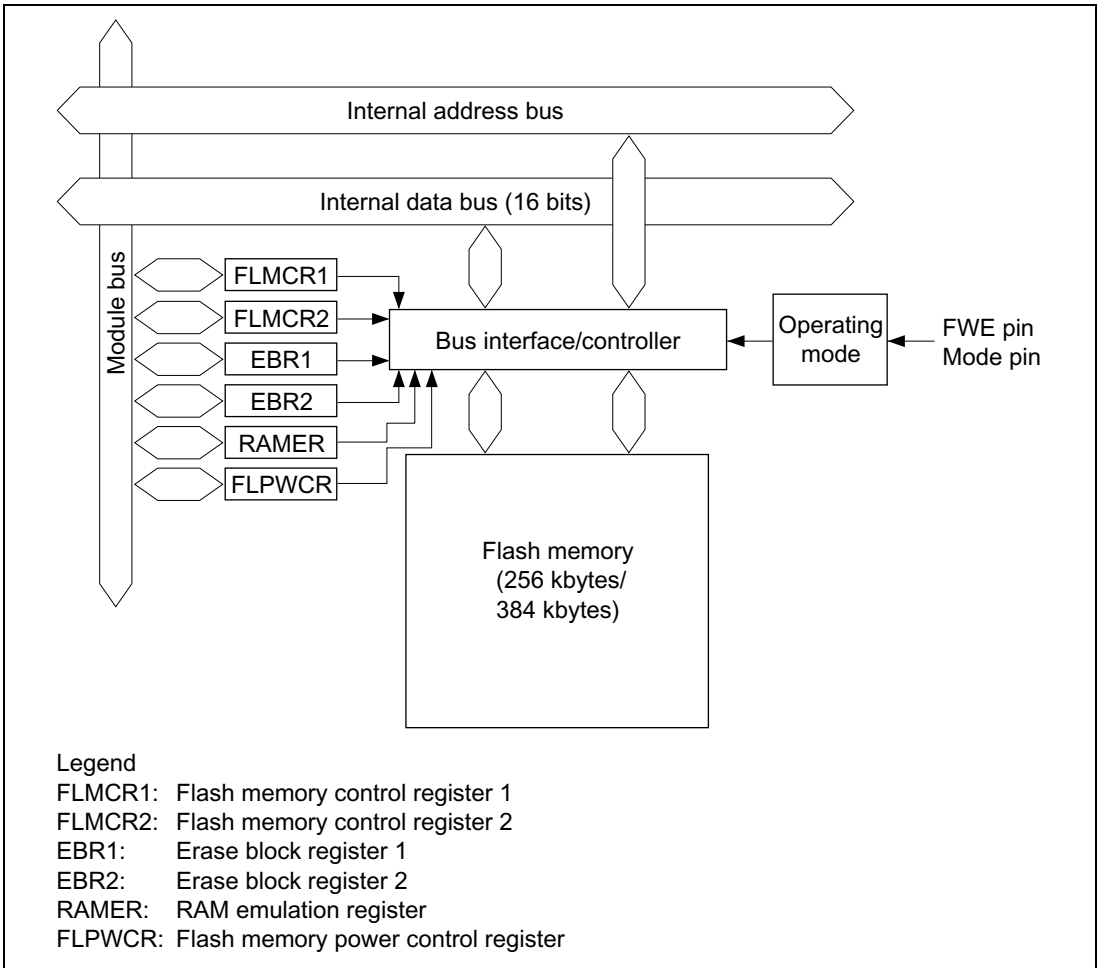 Internal address bus
Internal data bus (16 bits)
Module bus
FLMCR1
FLMCR2
EBR1
EBR2
RAMER
FLPWCR
Bus interface/controller
Operating
mode
FWE pin
Mode pin
Flash memory
(256 kbytes/
384 kbytes)
Legend
FLMCR1: Flash memory control register 1
FLMCR2: Flash memory control register 2
EBR1: Erase block register 1
EBR2: Erase block register 2
RAMER: RAM emulation register
FLPWCR: Flash memory power control register